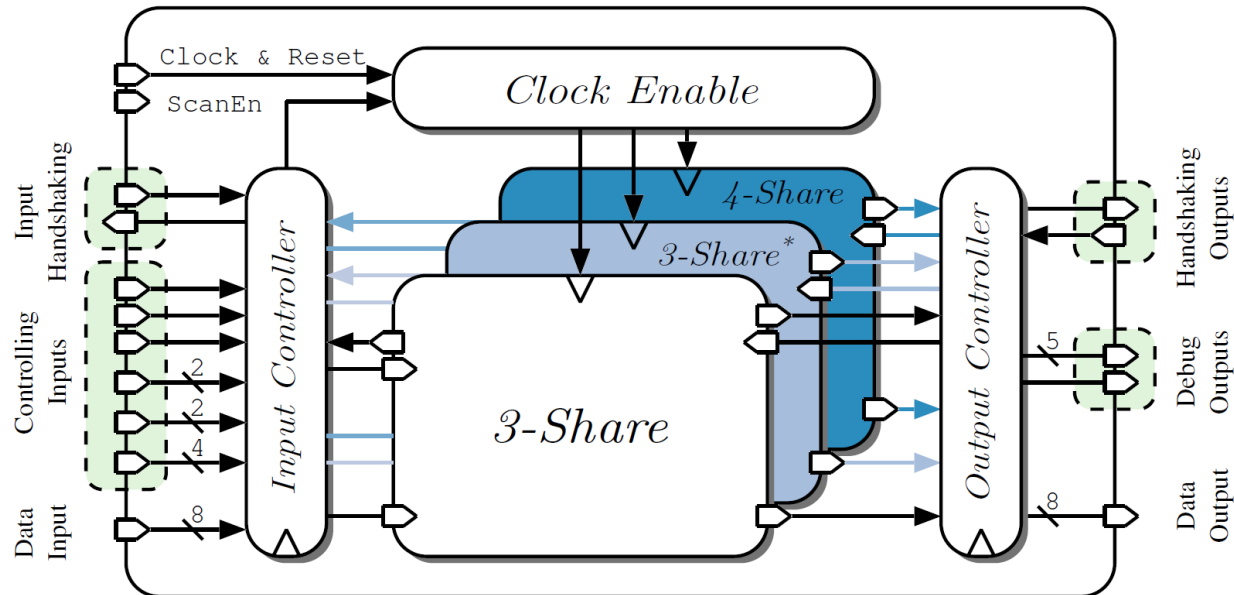 Clock & Reset
ScanEn
Clock Enable
Input
Handshaking
Controlling
Inputs
2
2
4
Data
Input
8
Input Controller
4-Share
3-Share*
3-Share
Output Controller
Handshaking
Outputs
5
Debug
Outputs
8
Data
Output